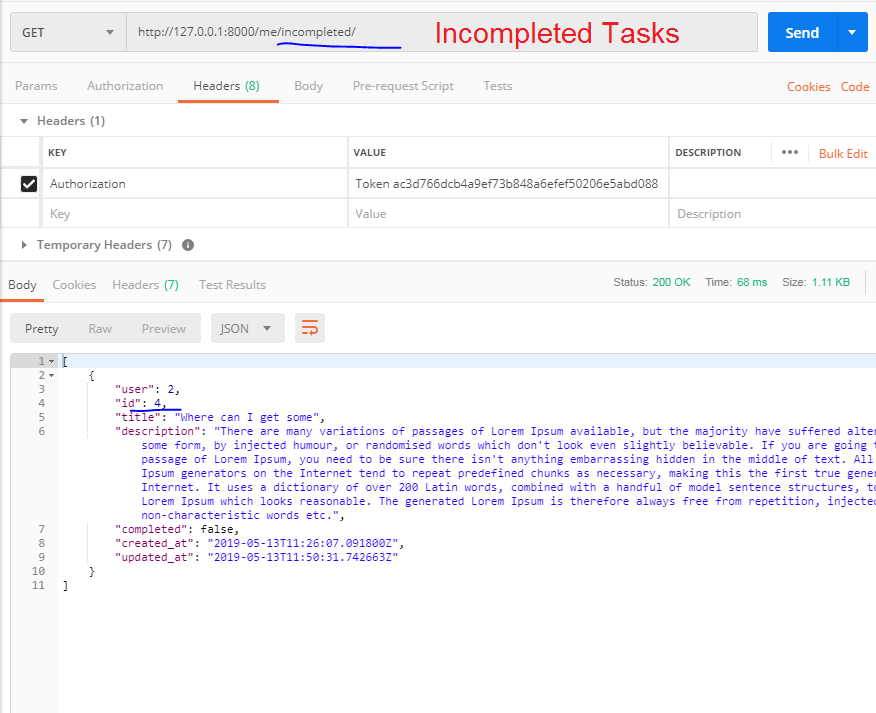 GET http://127.0.0.1:8000/me/incompleted/ Incompleted Tasks Send
Params Authorization Headers (8) Body Pre-request Script Tests Cookies Code
Headers (1)
KEY VALUE DESCRIPTION ••• Bulk Edit
Authorization Token ac3d766dcb4a9ef73b848a6efef50206e5abd088
Key Value Description
Temporary Headers (7) i
Body Cookies Headers (7) Test Results Status: 200 OK Time: 68 ms Size: 1.11 KB
Pretty Raw Preview JSON
1 [
2 {
3 "user": 2,
4 "id": 4,
5 "title": "Where can I get some",
6 "description": "There are many variations of passages of Lorem Ipsum available, but the majority have suffered alter
some form, by injected humour, or randomised words which don't look even slightly believable. If you are going t
passage of Lorem Ipsum, you need to be sure there isn't anything embarrassing hidden in the middle of text. All
Ipsum generators on the Internet tend to repeat predefined chunks as necessary, making this the first true gener
Internet. It uses a dictionary of over 200 Latin words, combined with a handful of model sentence structures, to
Lorem Ipsum which looks reasonable. The generated Lorem Ipsum is therefore always free from repetition, injected
non-characteristic words etc.",
7 "completed": false,
8 "created_at": "2019-05-13T11:26:07.091800Z",
9 "updated_at": "2019-05-13T11:50:31.742663Z"
10 }
11 ]